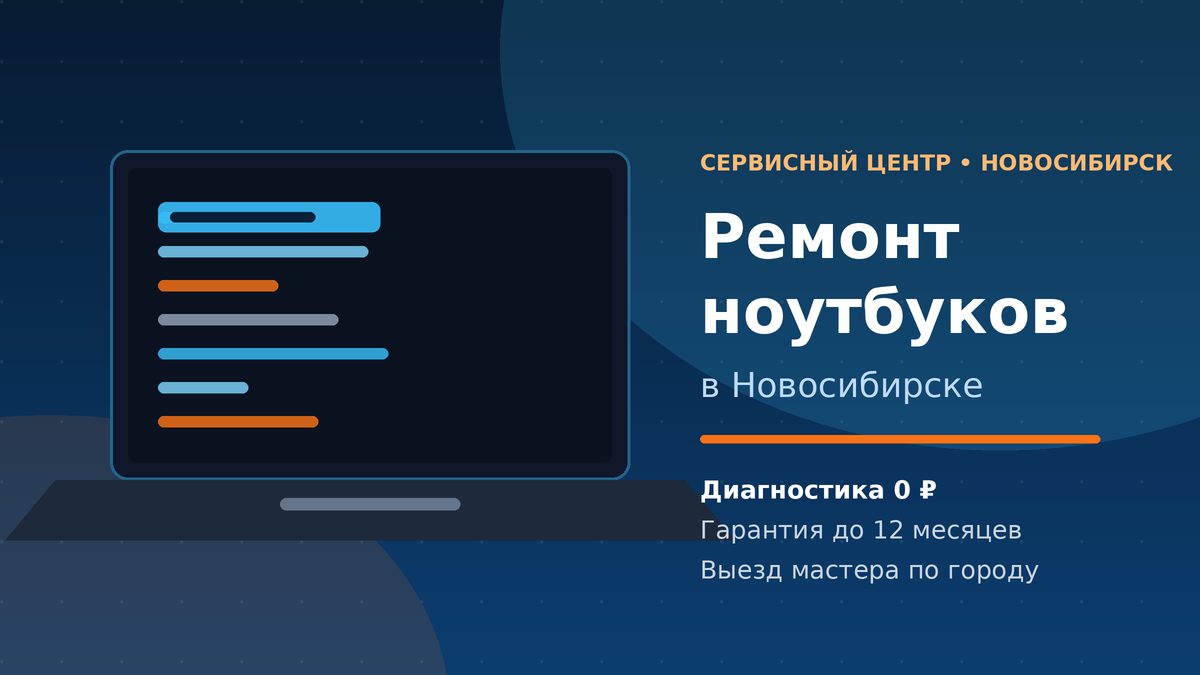 СЕРВИСНЫЙ ЦЕНТР • НОВОСИБИРСК
Ремонт
ноутбуков
в Новосибирске
Диагностика 0 ₽
Гарантия до 12 месяцев
Выезд мастера по городу